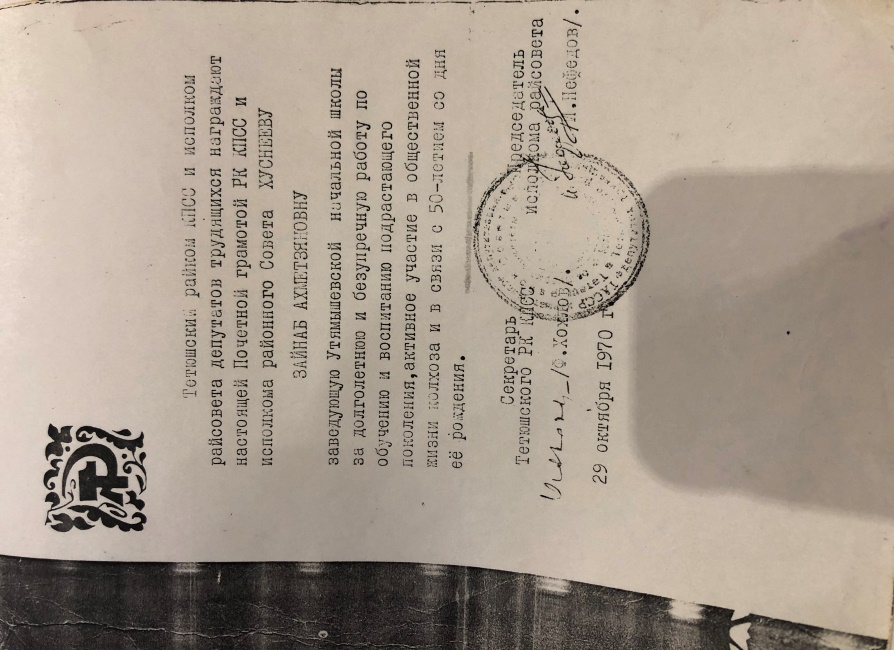 Тетюшский райком КПСС и исполком
райсовета депутатов трудящихся награждают
настоящей Почетной грамотой РК КПСС и
исполкома районного Совета ХУСНЕЕВУ
ЗАЙНАБ АХМЕТЗЯНОВНУ
заведующую Утямышевской начальной школы
за долголетнюю и безупречную работу по
обучению и воспитанию подрастающего
поколения,активное участие в общественной
жизни колхоза и в связи с 50-летием со дня
её рождения.
Секретарь Председатель
Тетюшского РК КПСС исполкома райсовета
/Ф.Хохлов/. /Нефедов/.
29 октября 1970 г